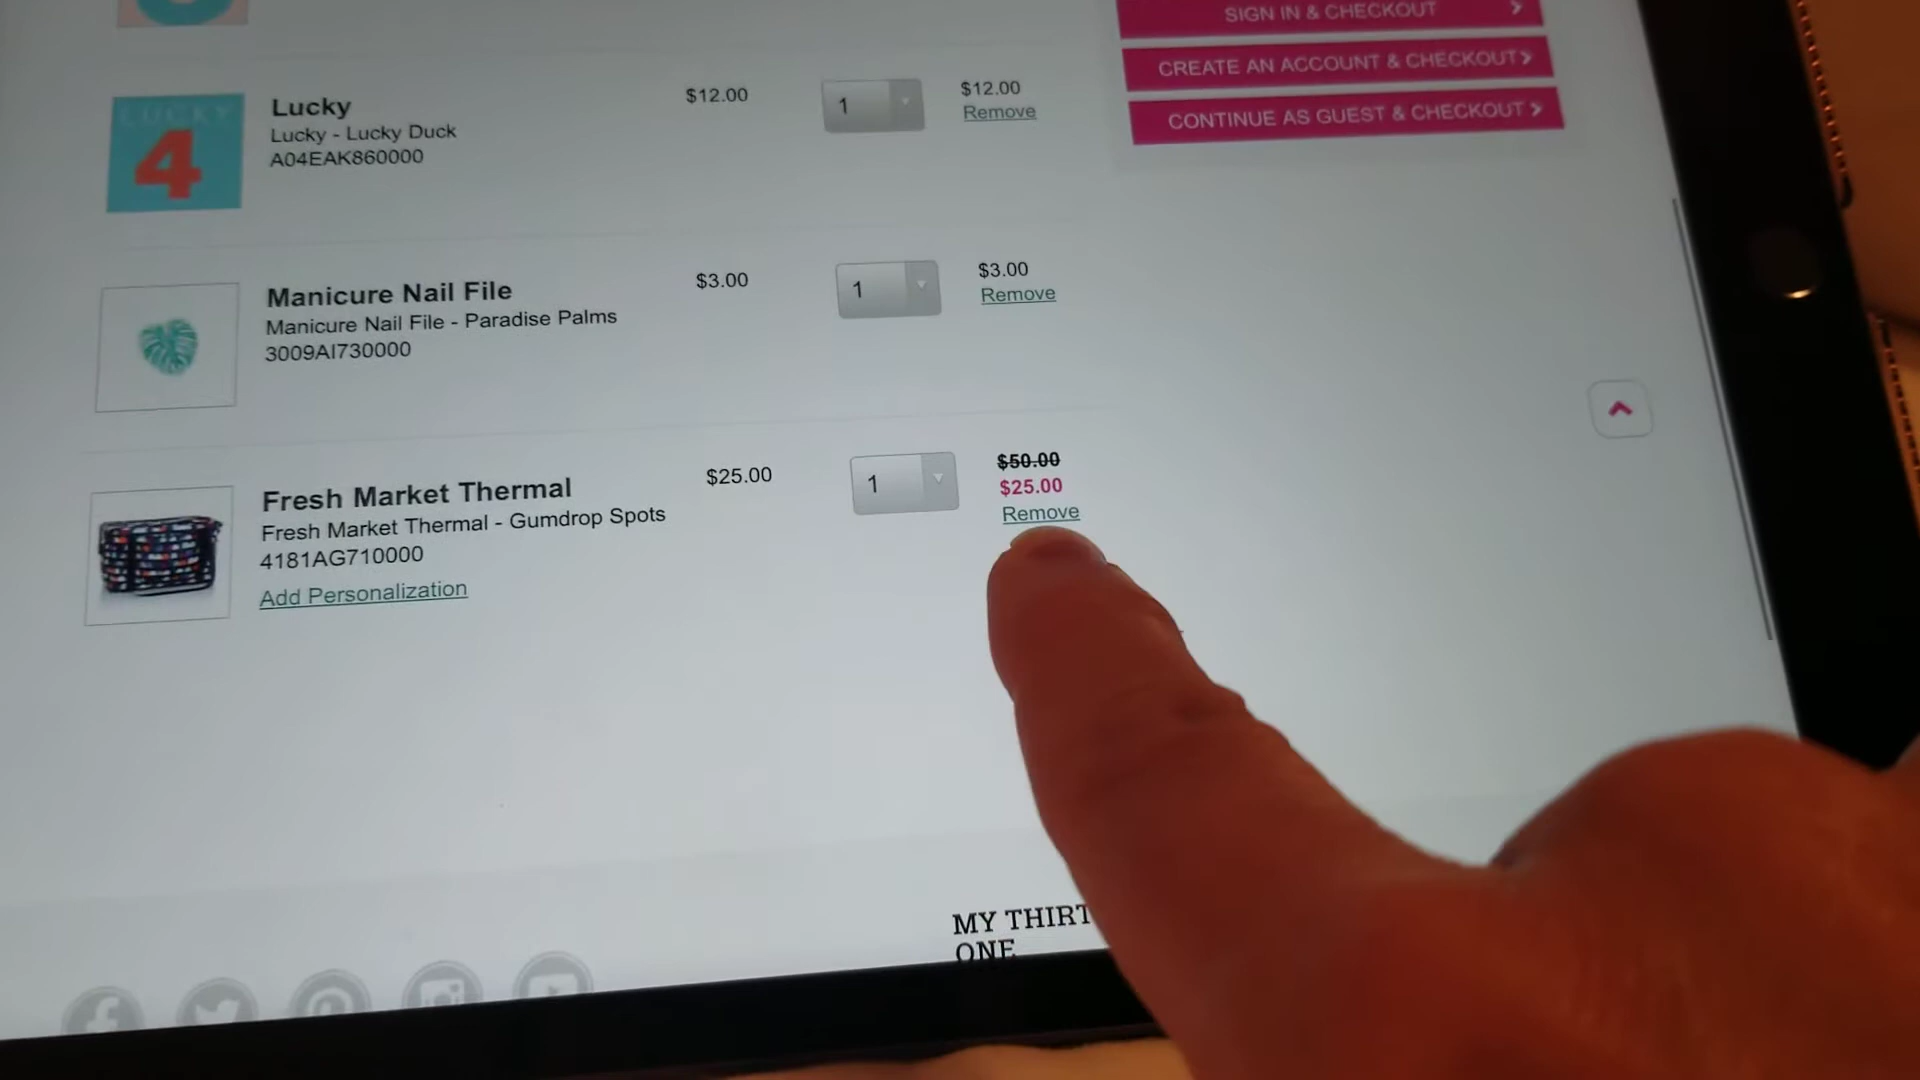 SIGN IN & CHECKOUT
CREATE AN ACCOUNT & CHECKOUT
CONTINUE AS GUEST & CHECKOUT
LUCKY
4
Lucky
Lucky - Lucky Duck
A04EAK860000
$12.00
1
$12.00
Remove
Manicure Nail File
Manicure Nail File - Paradise Palms
3009AI730000
$3.00
1
$3.00
Remove
Fresh Market Thermal
Fresh Market Thermal - Gumdrop Spots
4181AG710000
Add Personalization
$25.00
1
$50.00
$25.00
Remove
MY THIRT
ONE